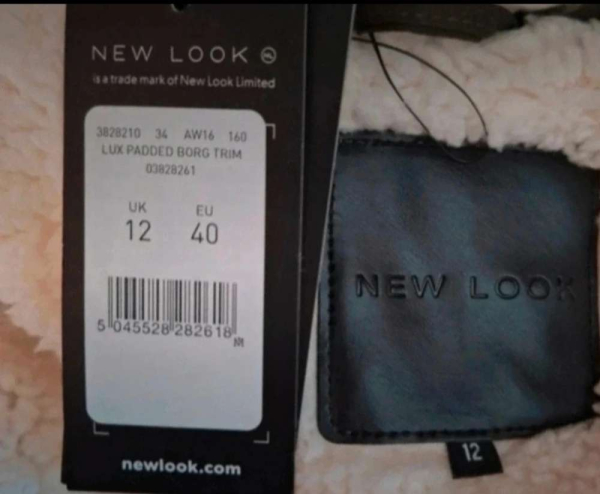 NEW LOOK
is a trade mark of New Look Limited
3828210 34 AW16 160
LUX PADDED BORG TRIM
03828261
UK EU
12 40
5 045528 282618
newlook.com
NEW LOOK
12